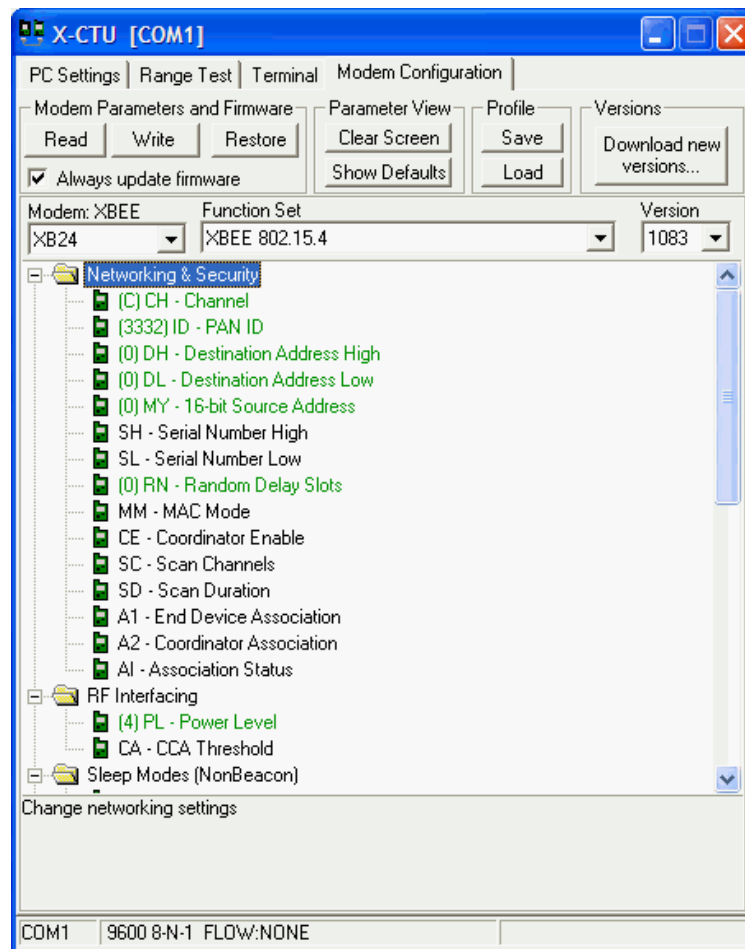 X-CTU [COM1]
PC Settings Range Test Terminal Modem Configuration
Modem Parameters and Firmware Parameter View Profile Versions
Read Write Restore Clear Screen Save Download new versions...
Always update firmware Show Defaults Load
Modem: XBEE Function Set Version
XB24 XBEE 802.15.4 1083
Networking & Security
(C) CH - Channel
(3332) ID - PAN ID
(0) DH - Destination Address High
(0) DL - Destination Address Low
(0) MY - 16-bit Source Address
SH - Serial Number High
SL - Serial Number Low
(0) RN - Random Delay Slots
MM - MAC Mode
CE - Coordinator Enable
SC - Scan Channels
SD - Scan Duration
A1 - End Device Association
A2 - Coordinator Association
AI - Association Status
RF Interfacing
(4) PL - Power Level
CA - CCA Threshold
Sleep Modes (NonBeacon)
Change networking settings
COM1 9600 8-N-1 FLOW:NONE